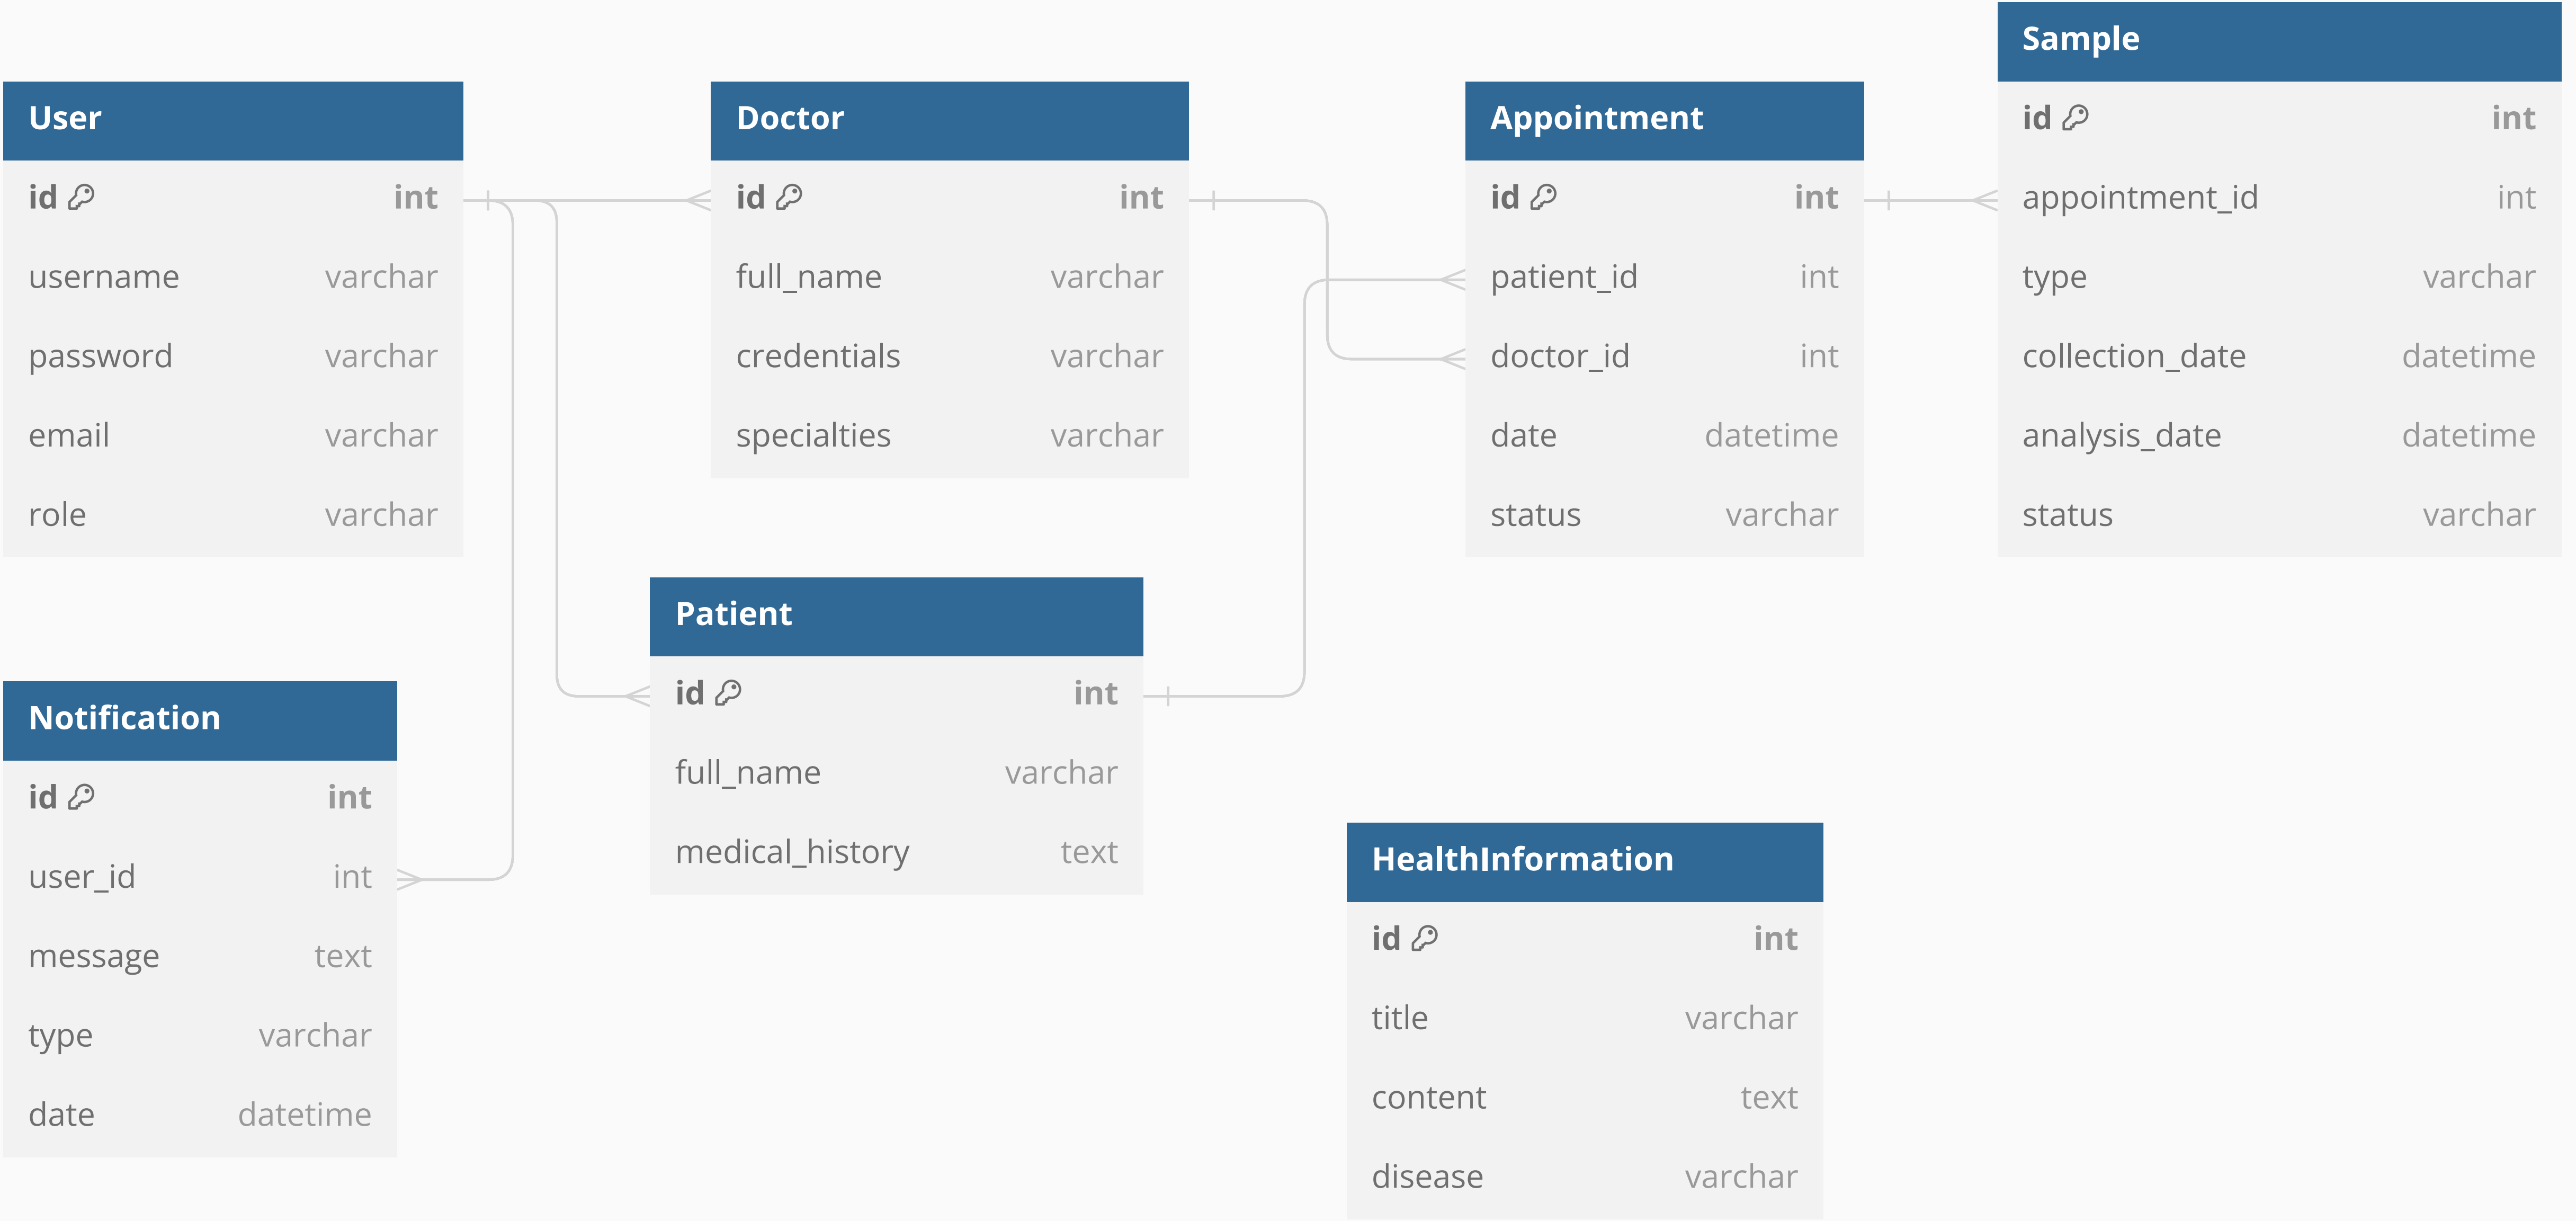 User
id int
username varchar
password varchar
email varchar
role varchar
Doctor
id int
full_name varchar
credentials varchar
specialties varchar
Appointment
id int
patient_id int
doctor_id int
date datetime
status varchar
Sample
id int
appointment_id int
type varchar
collection_date datetime
analysis_date datetime
status varchar
Patient
id int
full_name varchar
medical_history text
Notification
id int
user_id int
message text
type varchar
date datetime
HealthInformation
id int
title varchar
content text
disease varchar